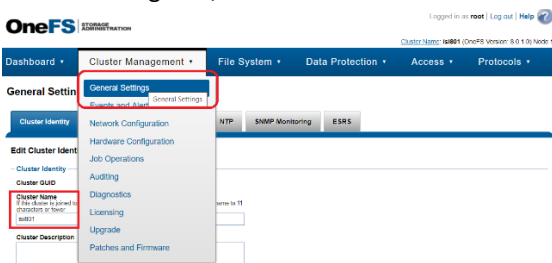 Logged in as root | Log out | Help
OneFS STORAGE ADMINISTRATION
Cluster Name: isi801 (OneFS Version: 8.0.1.0) Node 1
Dashboard Cluster Management File System Data Protection Access Protocols
General Settin
General Settings
Events and Alert
General Settings
Cluster Identity NTP SNMP Monitoring ESRS
Network Configuration
Hardware Configuration
Edit Cluster Identi
Job Operations
Cluster Identity
Auditing
Cluster GUID
Diagnostics
Cluster Name
If this cluster is joined to name to 11
characters or fewer
Licensing
isi801
Upgrade
Cluster Description
Patches and Firmware